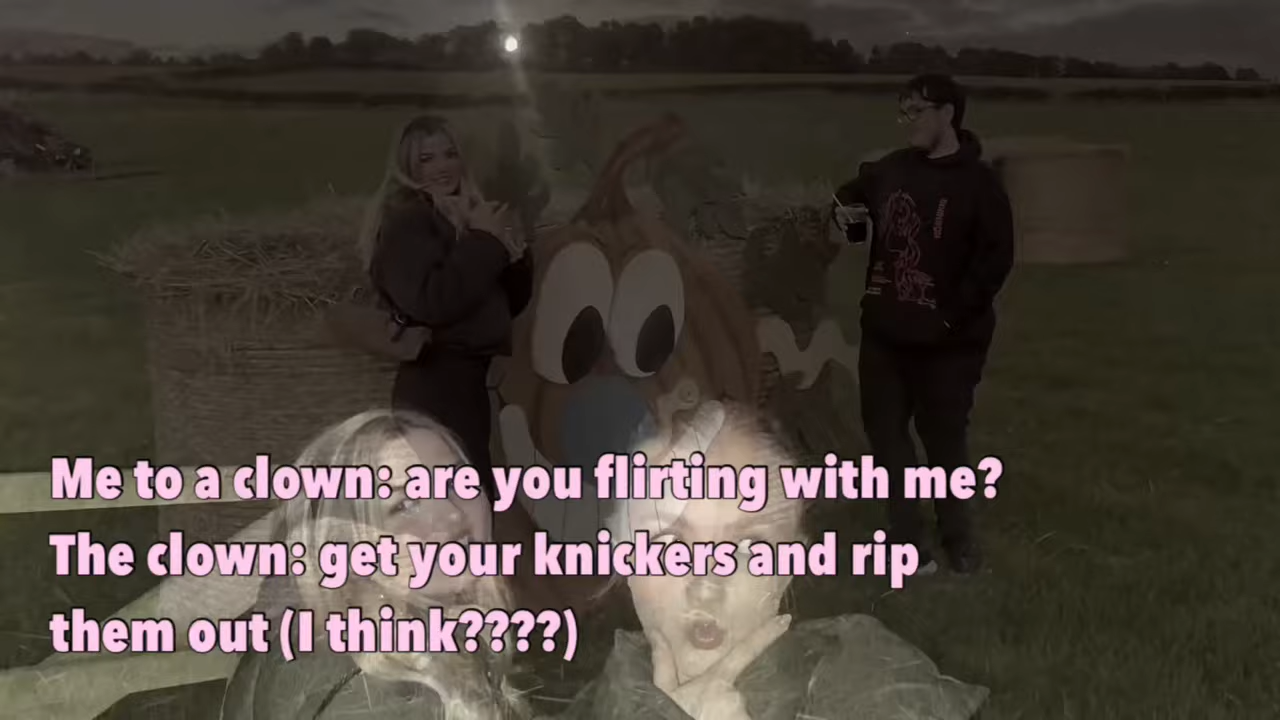 Me to a clown: are you flirting with me?
The clown: get your knickers and rip
them out (I think????)